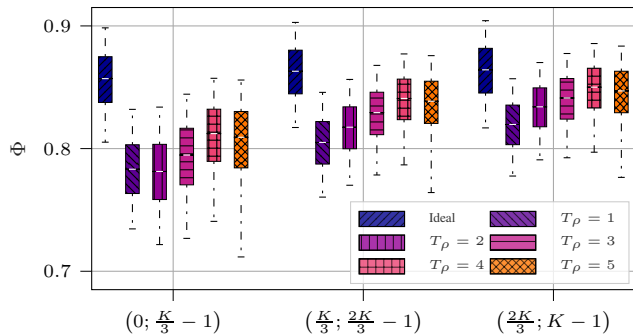 0.9
0.8
0.7
Φ
Ideal
T_ρ = 1
T_ρ = 2
T_ρ = 3
T_ρ = 4
T_ρ = 5
(0; K/3 − 1)
(K/3; 2K/3 − 1)
(2K/3; K − 1)